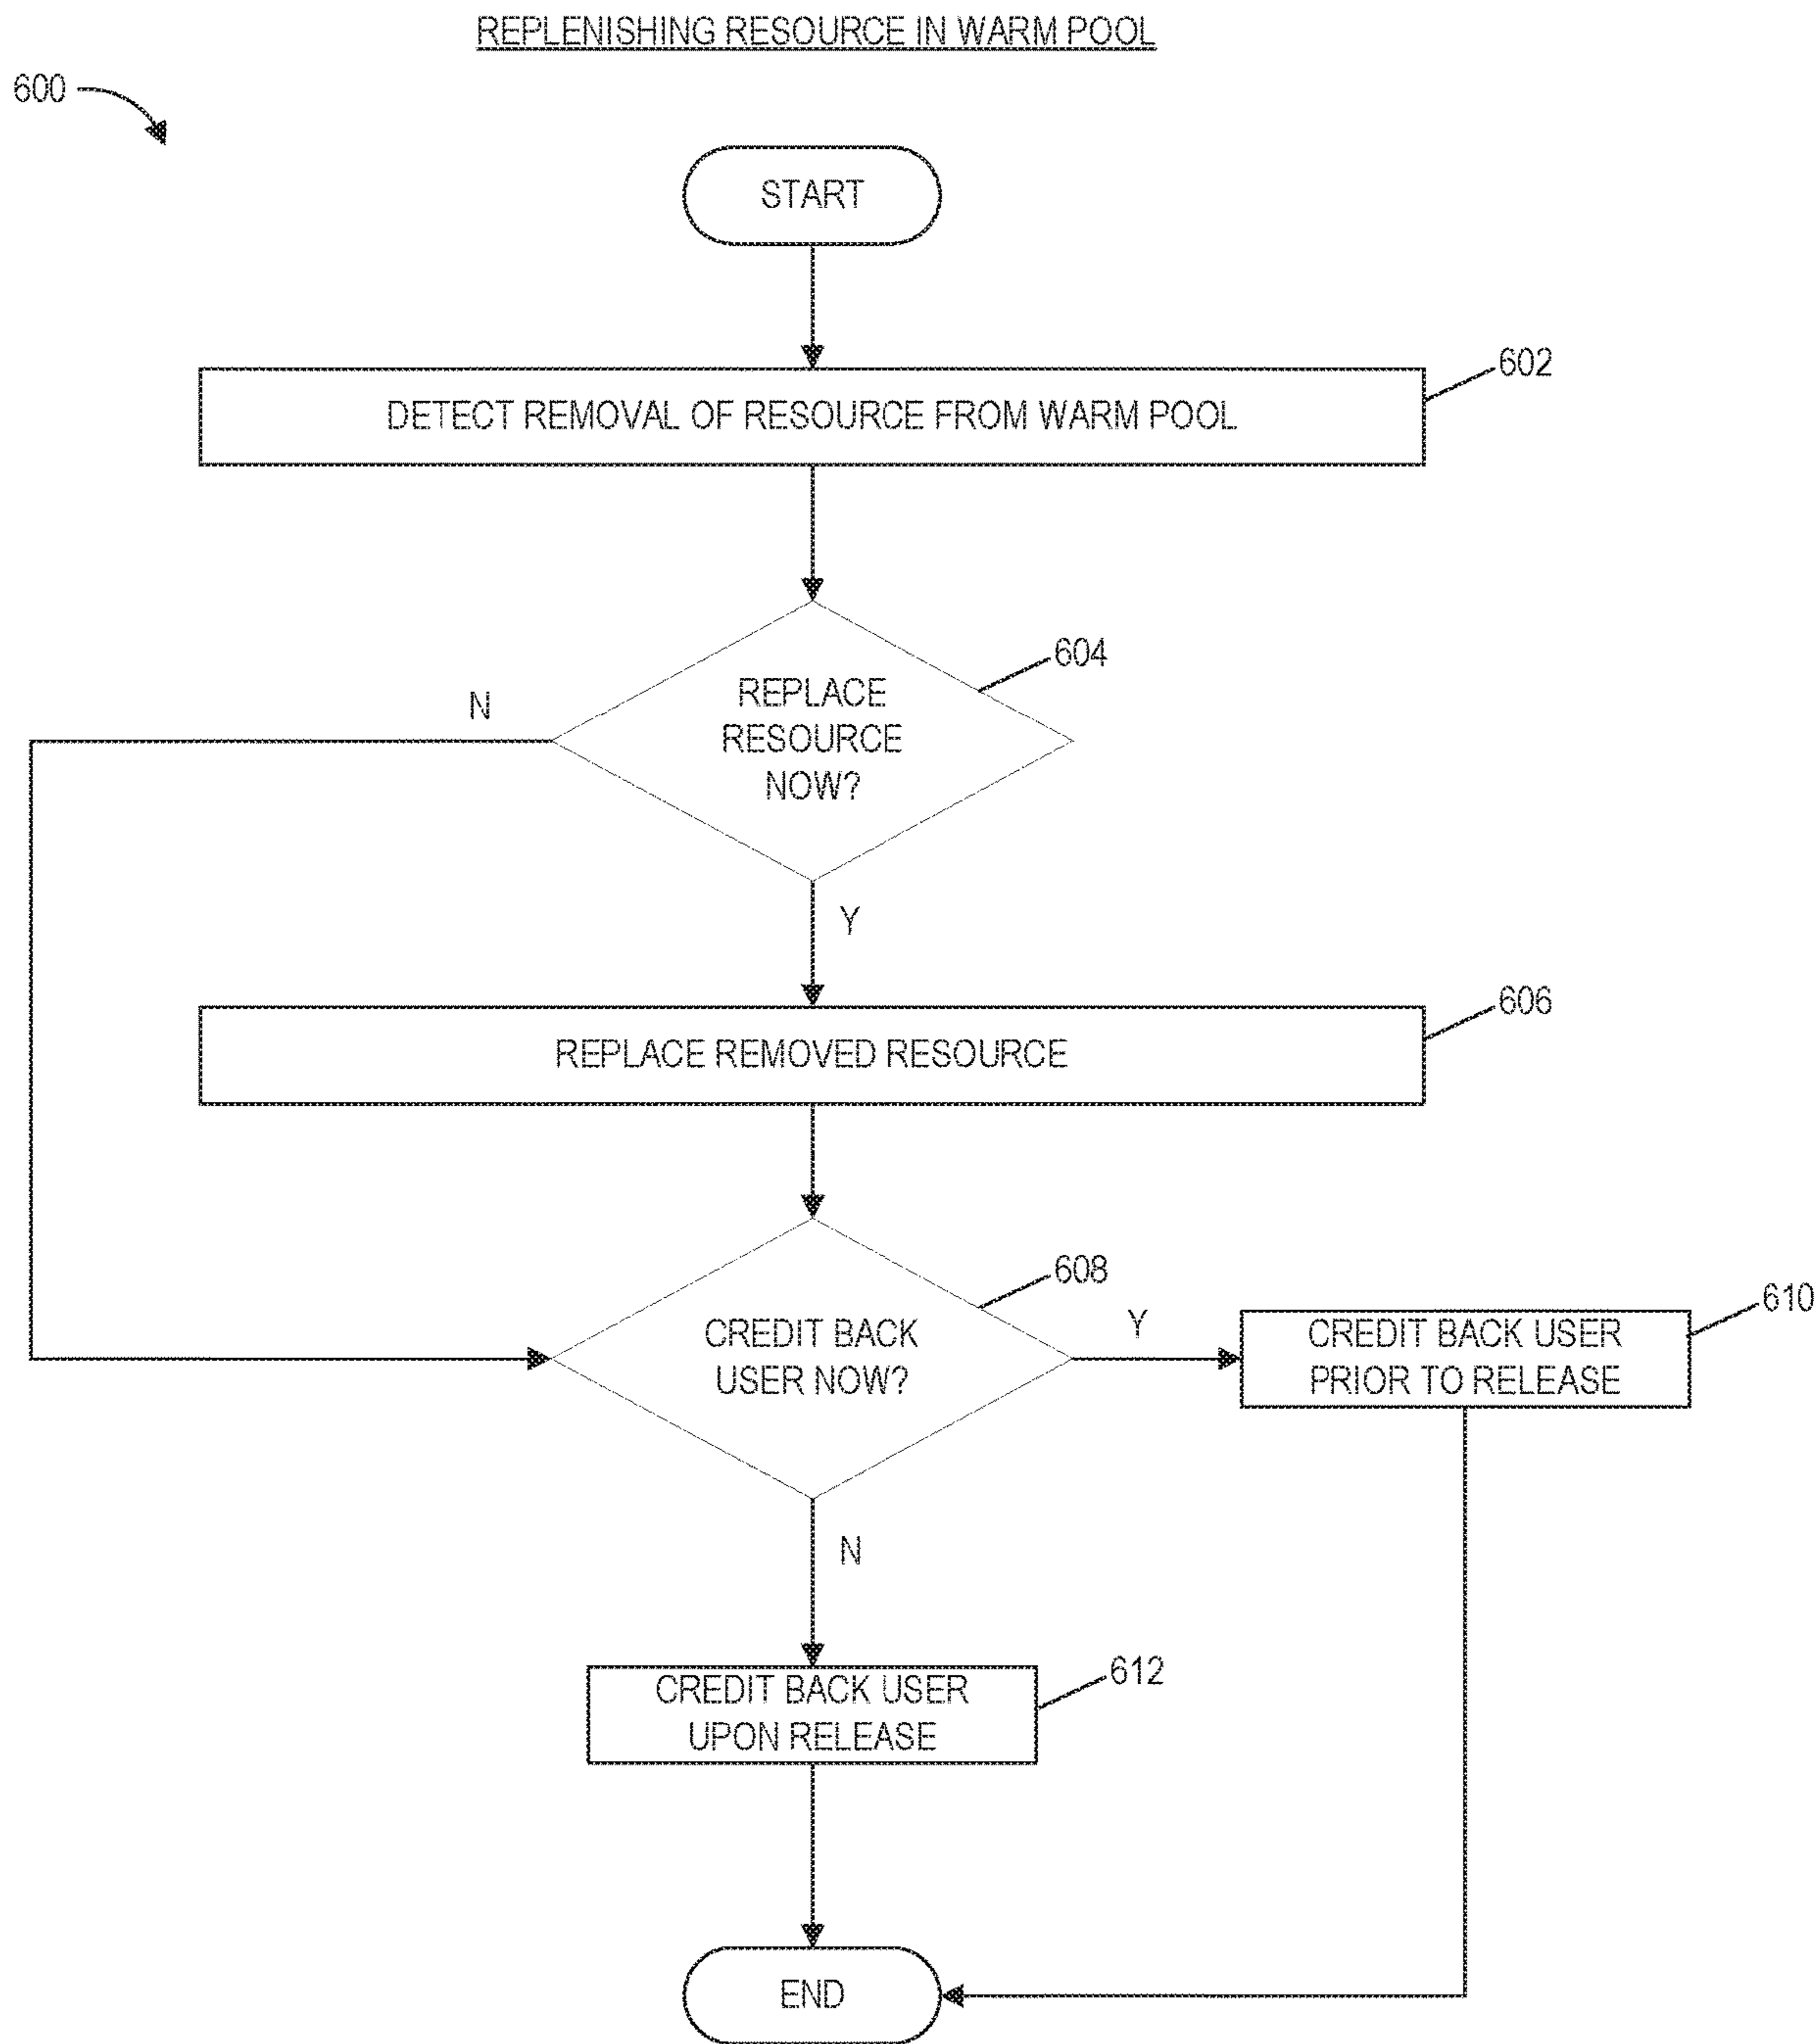 REPLENISHING RESOURCE IN WARM POOL
600
START
602
DETECT REMOVAL OF RESOURCE FROM WARM POOL
604
REPLACE
RESOURCE
NOW?
N
Y
606
REPLACE REMOVED RESOURCE
608
CREDIT BACK
USER NOW?
Y
610
CREDIT BACK USER
PRIOR TO RELEASE
N
612
CREDIT BACK USER
UPON RELEASE
END